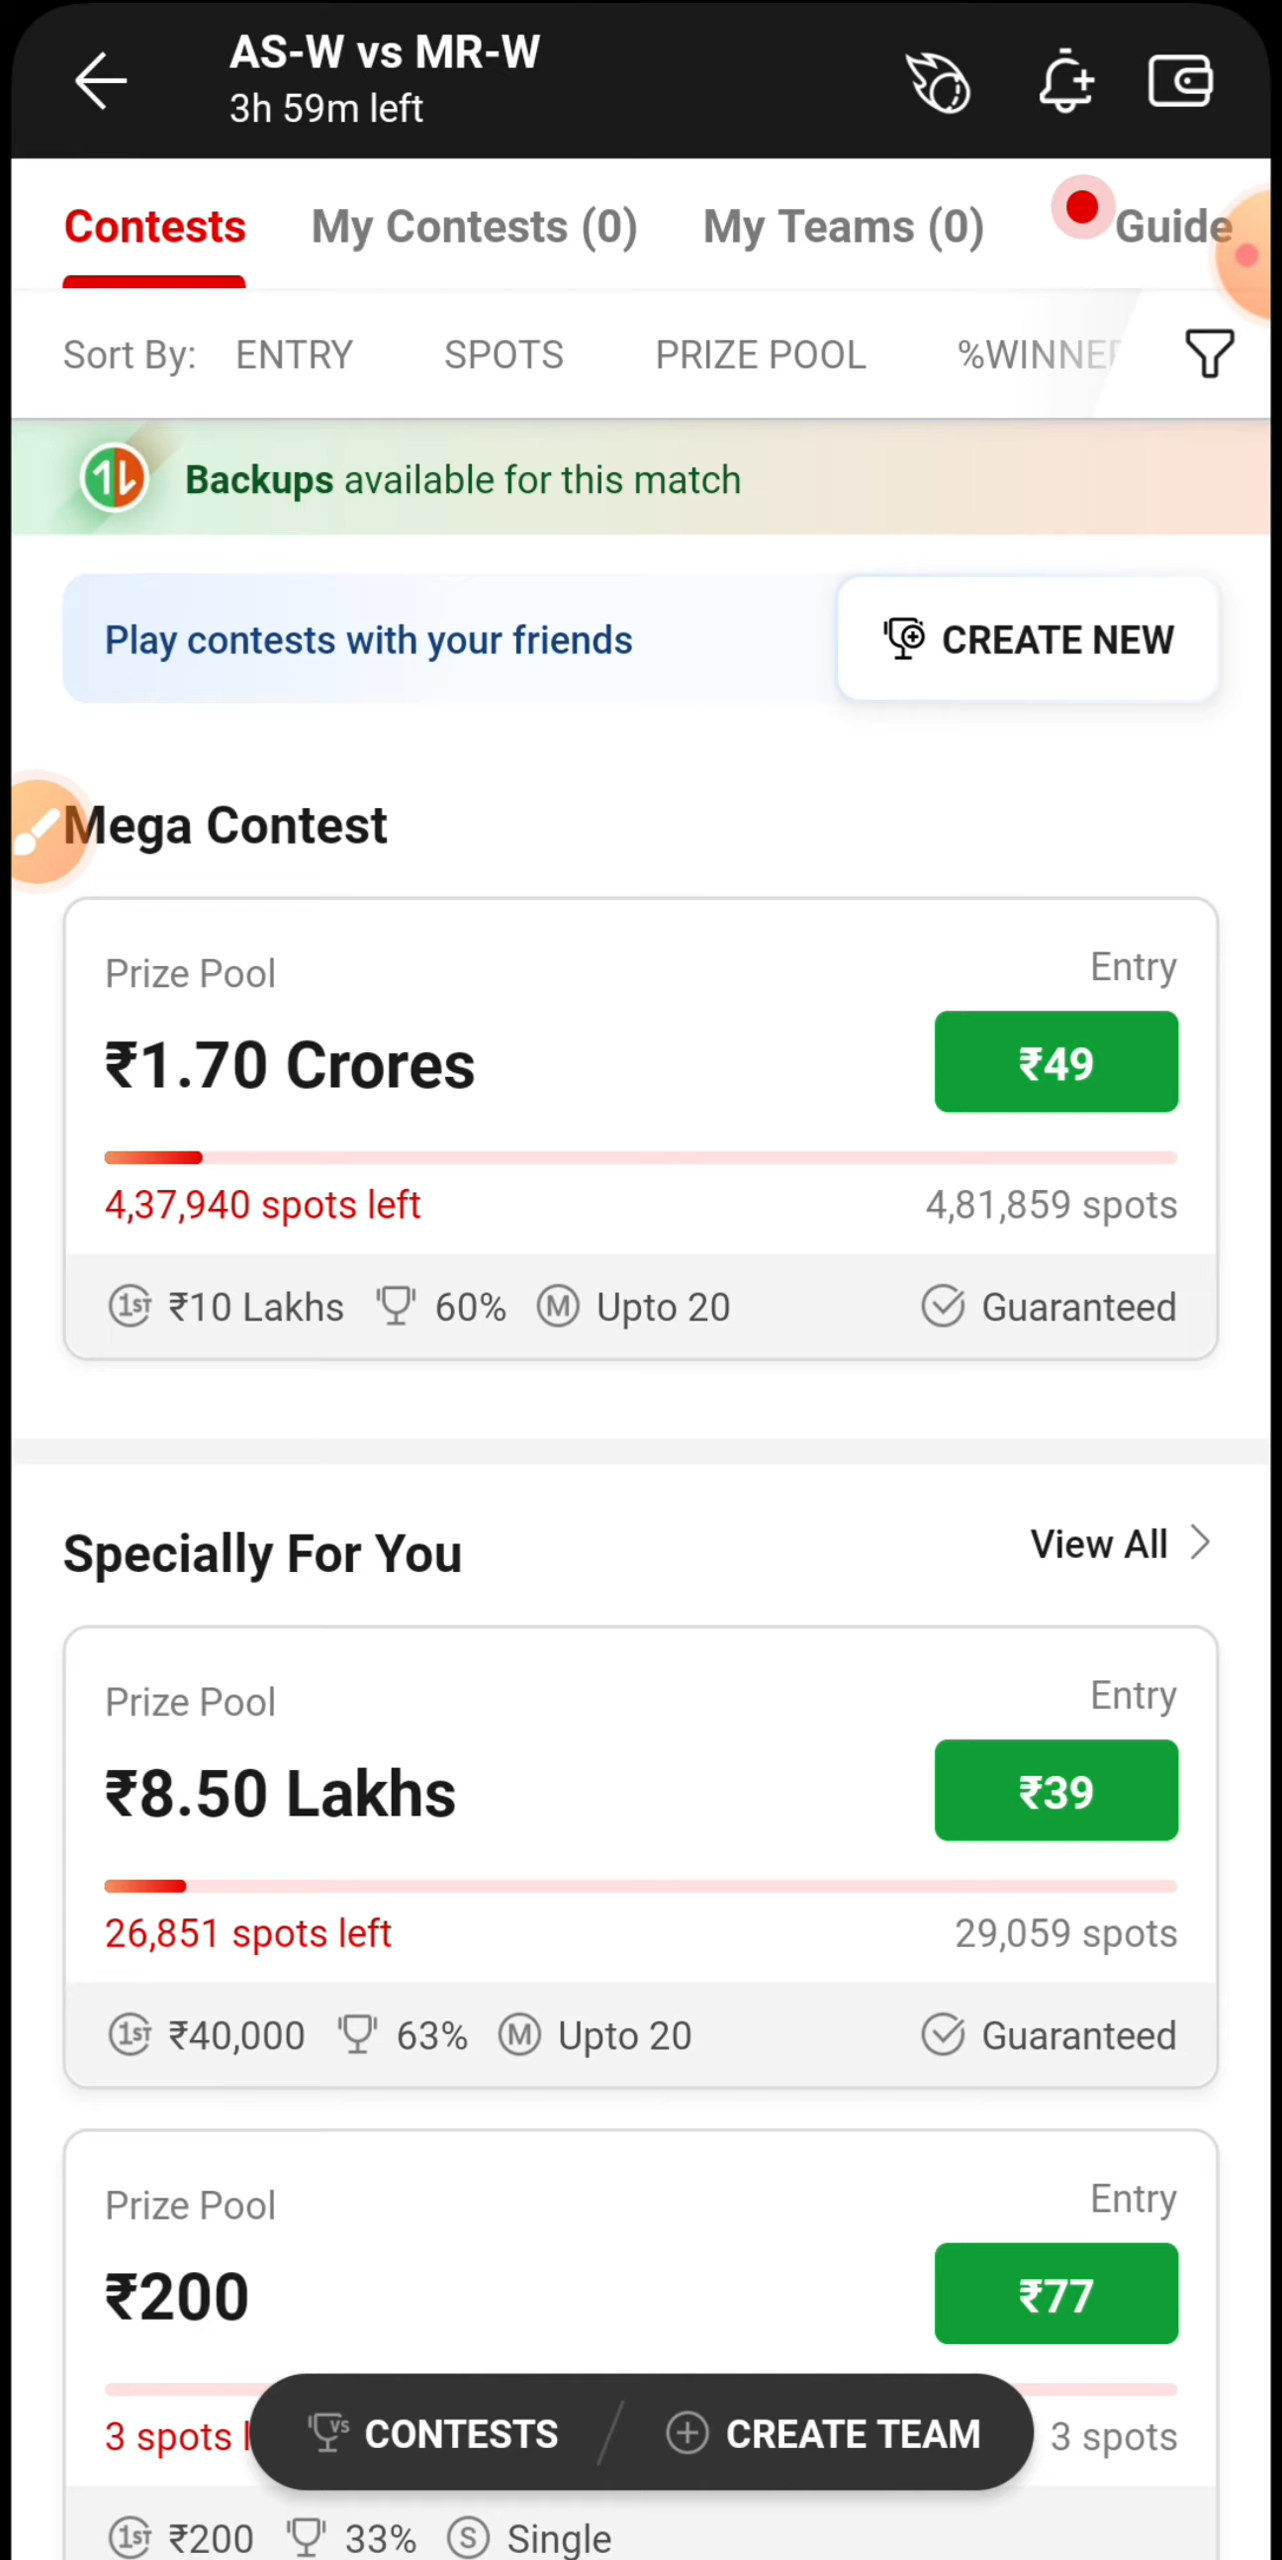 AS-W vs MR-W
3h 59m left
Contests My Contests (0) My Teams (0) Guide
Sort By: ENTRY SPOTS PRIZE POOL %WINNE
Backups available for this match
Play contests with your friends CREATE NEW
Mega Contest
Prize Pool Entry
₹1.70 Crores ₹49
4,37,940 spots left 4,81,859 spots
1ST ₹10 Lakhs 60% M Upto 20 Guaranteed
Specially For You View All
Prize Pool Entry
₹8.50 Lakhs ₹39
26,851 spots left 29,059 spots
1ST ₹40,000 63% M Upto 20 Guaranteed
Prize Pool Entry
₹200 ₹77
3 spots l VS CONTESTS CREATE TEAM 3 spots
1ST ₹200 33% S Single